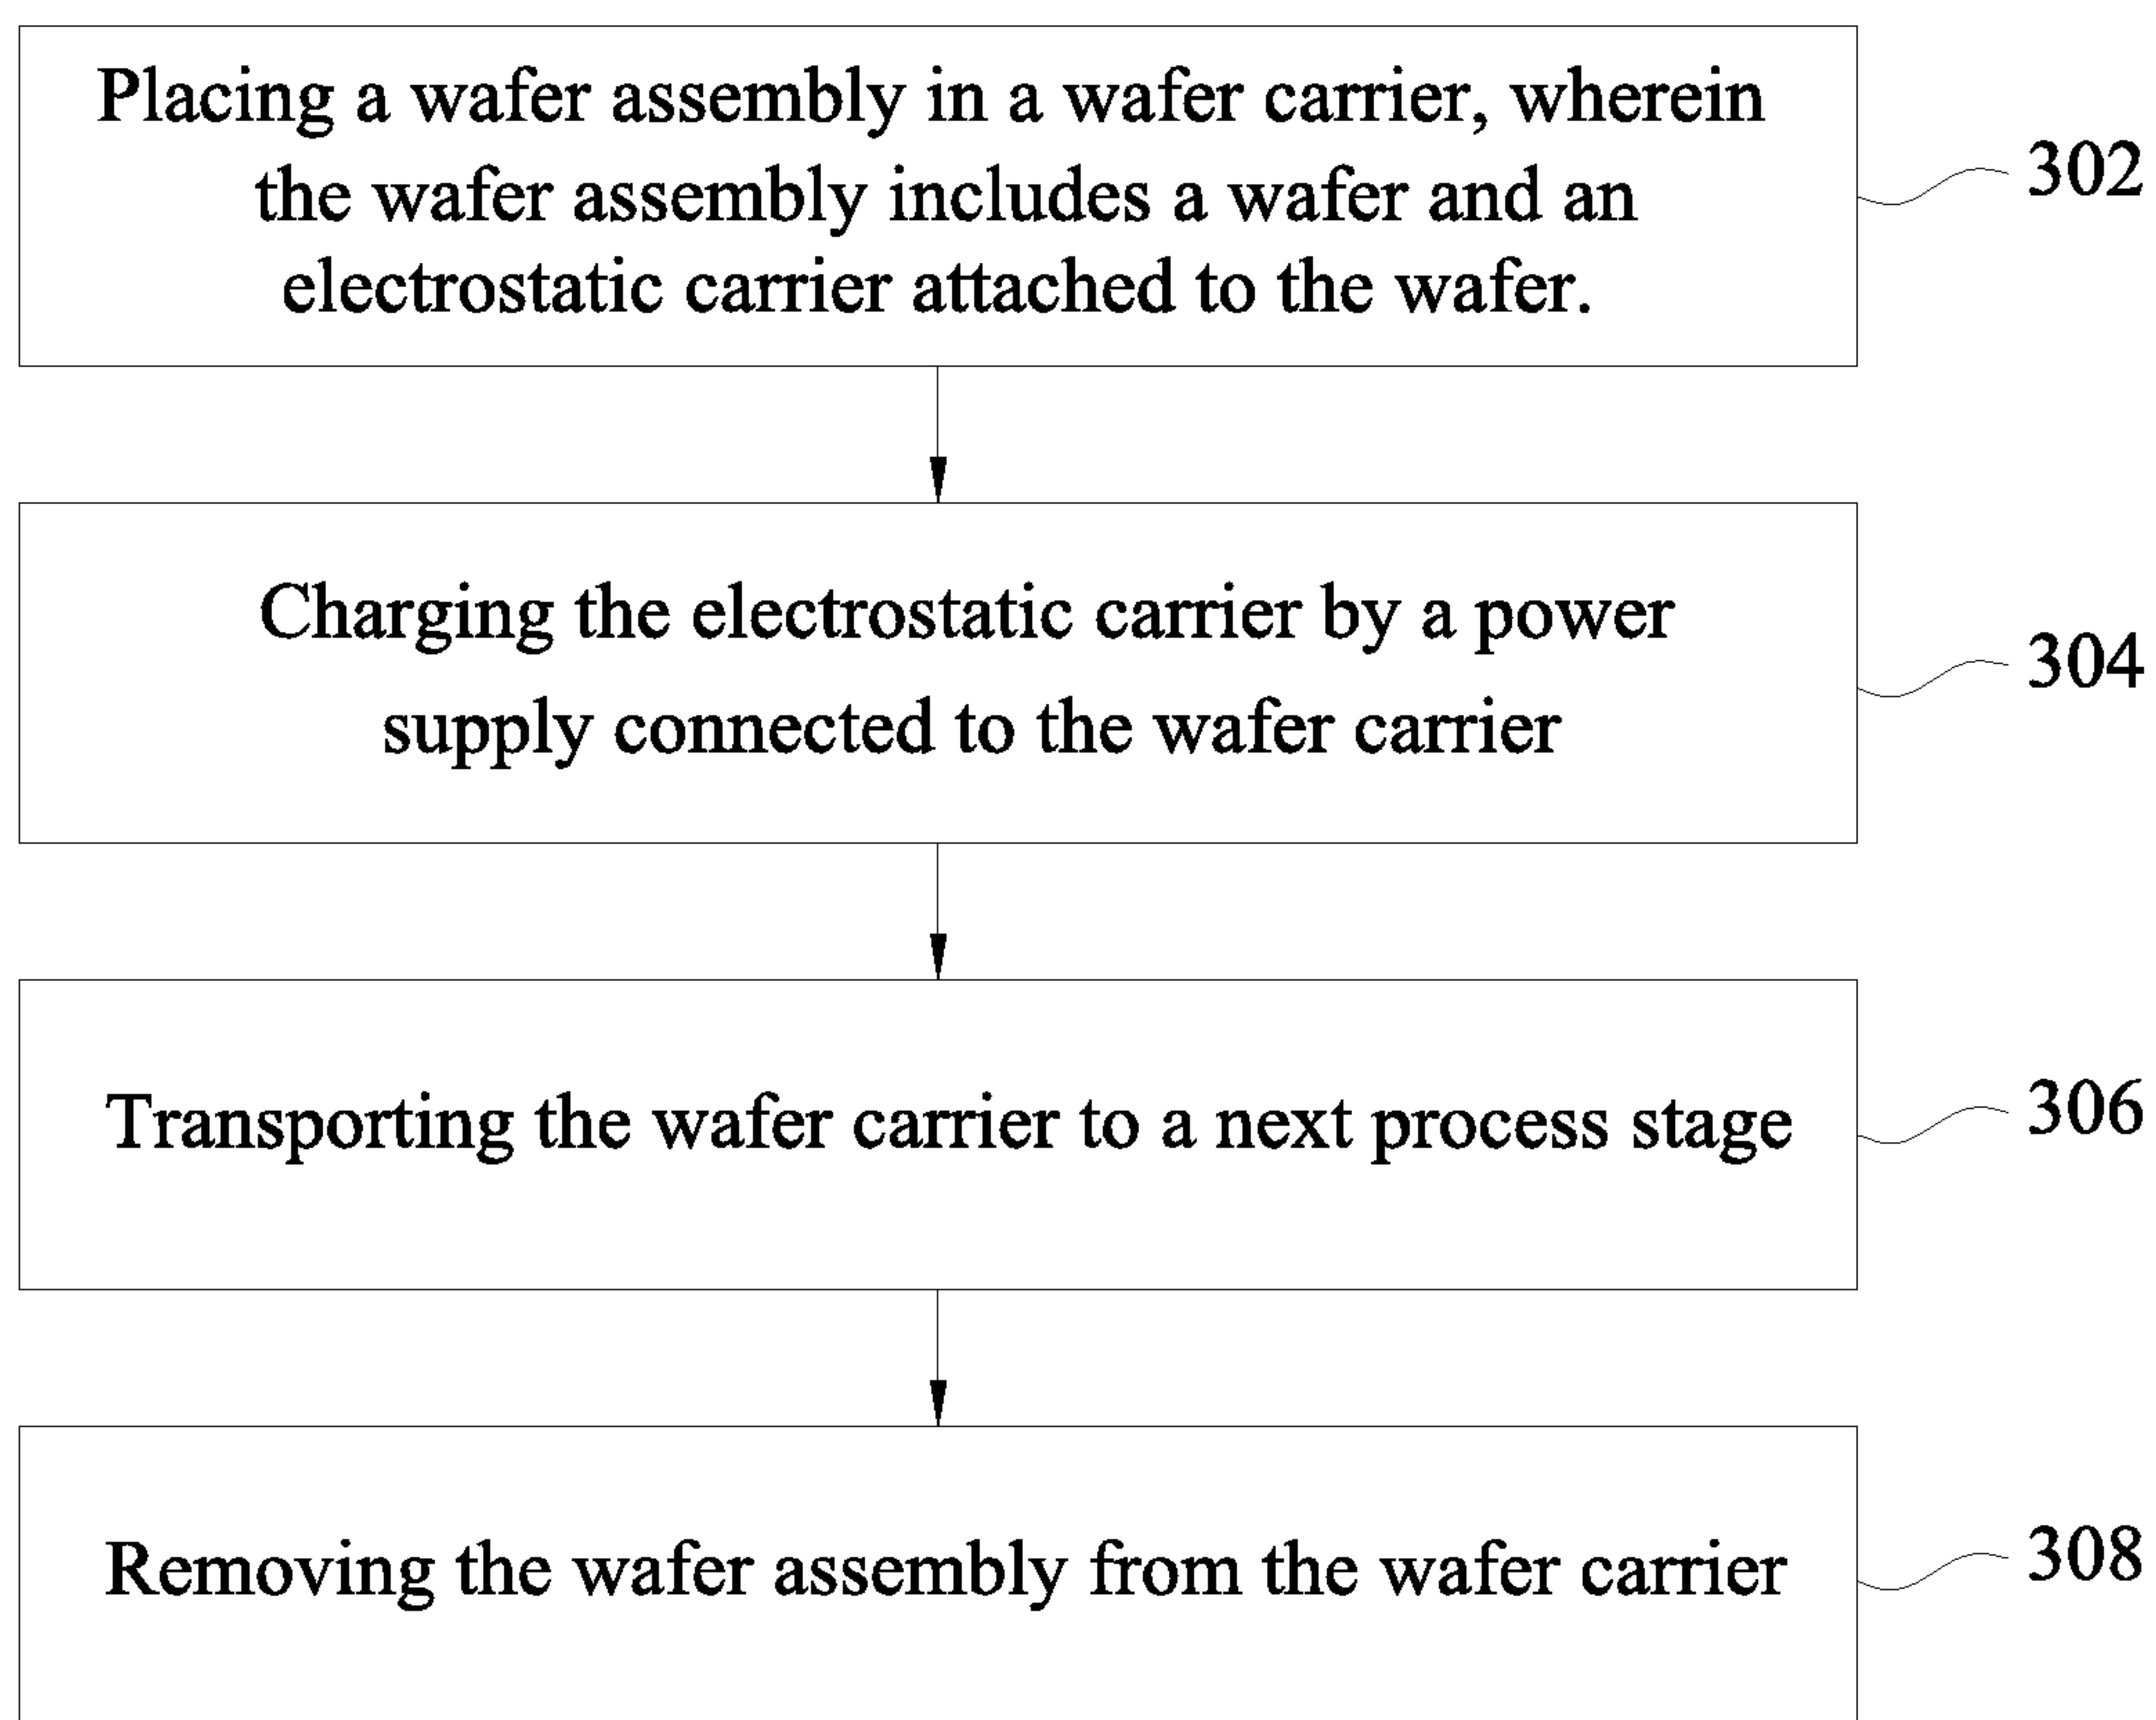 Placing a wafer assembly in a wafer carrier, wherein
the wafer assembly includes a wafer and an
electrostatic carrier attached to the wafer.
302
Charging the electrostatic carrier by a power
supply connected to the wafer carrier
304
Transporting the wafer carrier to a next process stage
306
Removing the wafer assembly from the wafer carrier
308